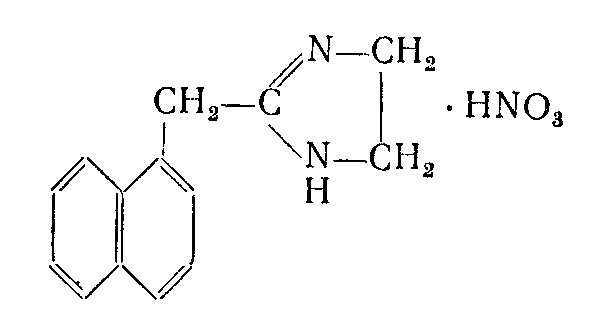 N—CH₂
CH₂—C · HNO₃
N—CH₂
H